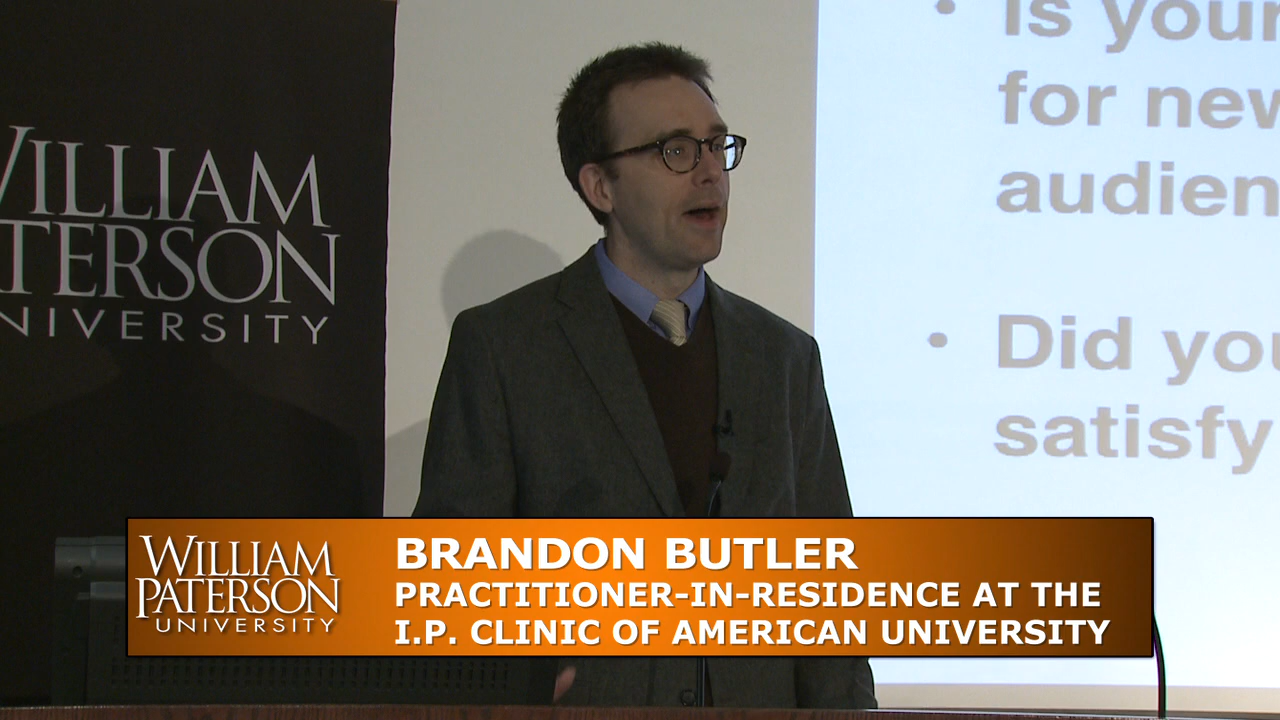 WILLIAM
PATERSON
UNIVERSITY
• Is your
for new
audien
• Did you
satisfy
WILLIAM
PATERSON
UNIVERSITY
BRANDON BUTLER
PRACTITIONER-IN-RESIDENCE AT THE
I.P. CLINIC OF AMERICAN UNIVERSITY